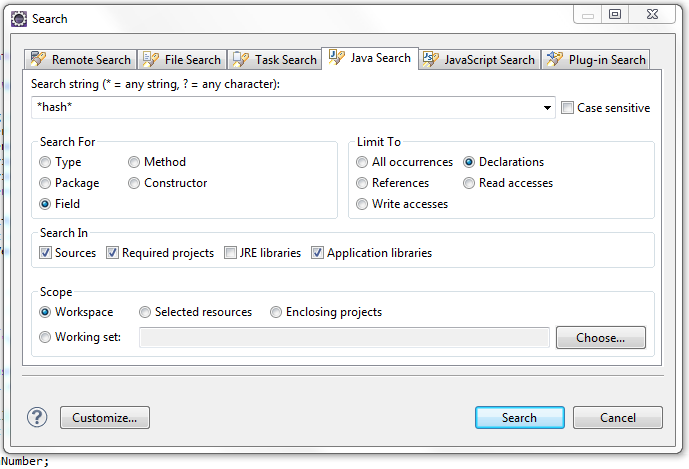 Search
Remote Search File Search Task Search Java Search JavaScript Search Plug-in Search
Search string (* = any string, ? = any character):
*hash* Case sensitive
Search For Limit To
Type Method All occurrences Declarations
Package Constructor References Read accesses
Field Write accesses
Search In
Sources Required projects JRE libraries Application libraries
Scope
Workspace Selected resources Enclosing projects
Working set: Choose...
? Customize... Search Cancel
Number;